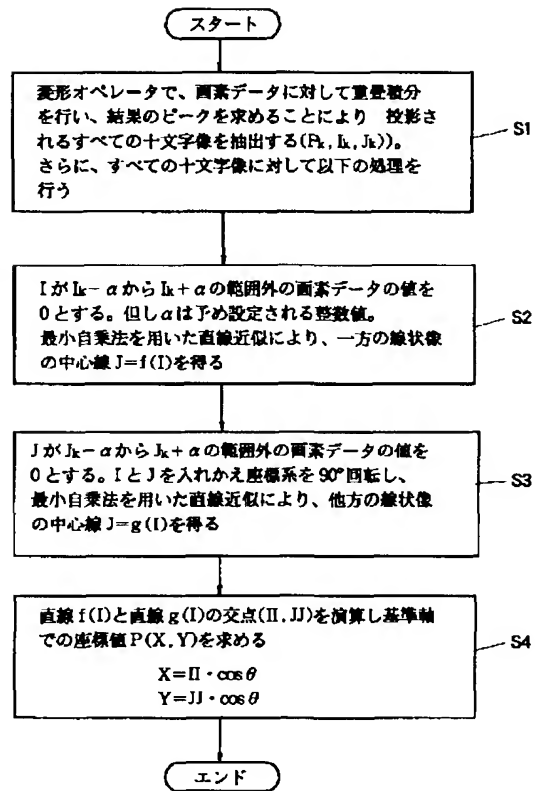 スタート
菱形オペレータで、画素データに対して重畳積分
を行い、結果のピークを求めることにより 投影さ
れるすべての十文字像を抽出する(Pk, Ik, Jk))。
さらに、すべての十文字像に対して以下の処理を
行う
S1
IがIk－αからIk＋αの範囲外の画素データの値を
0とする。但しαは予め設定される整数値。
最小自乗法を用いた直線近似により、一方の線状像
の中心線J=f(I)を得る
S2
JがJk－αからJk＋αの範囲外の画素データの値を
0とする。IとJを入れかえ座標系を90°回転し、
最小自乗法を用いた直線近似により、他方の線状像
の中心線J=g(I)を得る
S3
直線f(I)と直線g(I)の交点(II, JJ)を演算し基準軸
での座標値P(X, Y)を求める
X=II・cosθ
Y=JJ・cosθ
S4
エンド